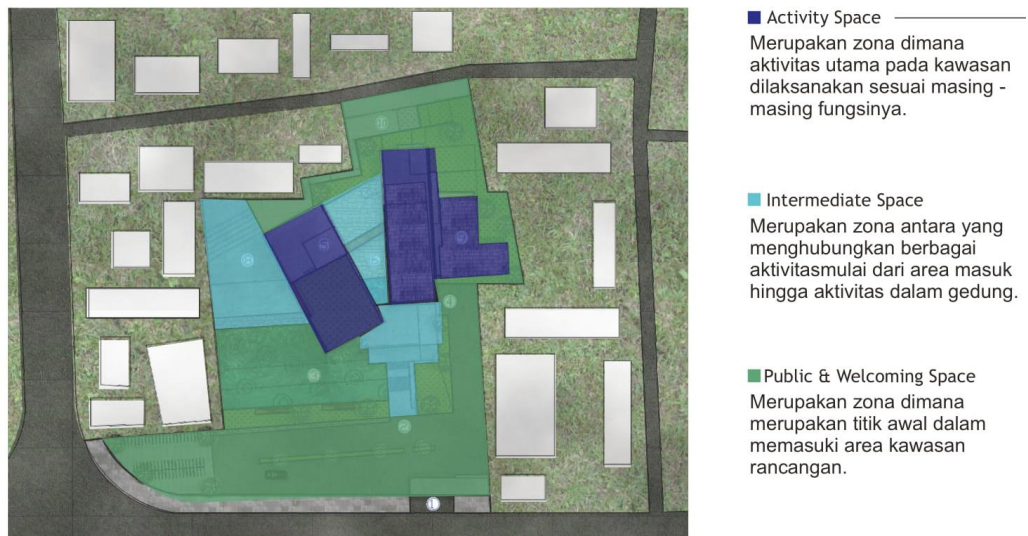 Activity Space
Merupakan zona dimana
aktivitas utama pada kawasan
dilaksanakan sesuai masing -
masing fungsinya.
Intermediate Space
Merupakan zona antara yang
menghubungkan berbagai
aktivitasmulai dari area masuk
hingga aktivitas dalam gedung.
Public & Welcoming Space
Merupakan zona dimana
merupakan titik awal dalam
memasuki area kawasan
rancangan.